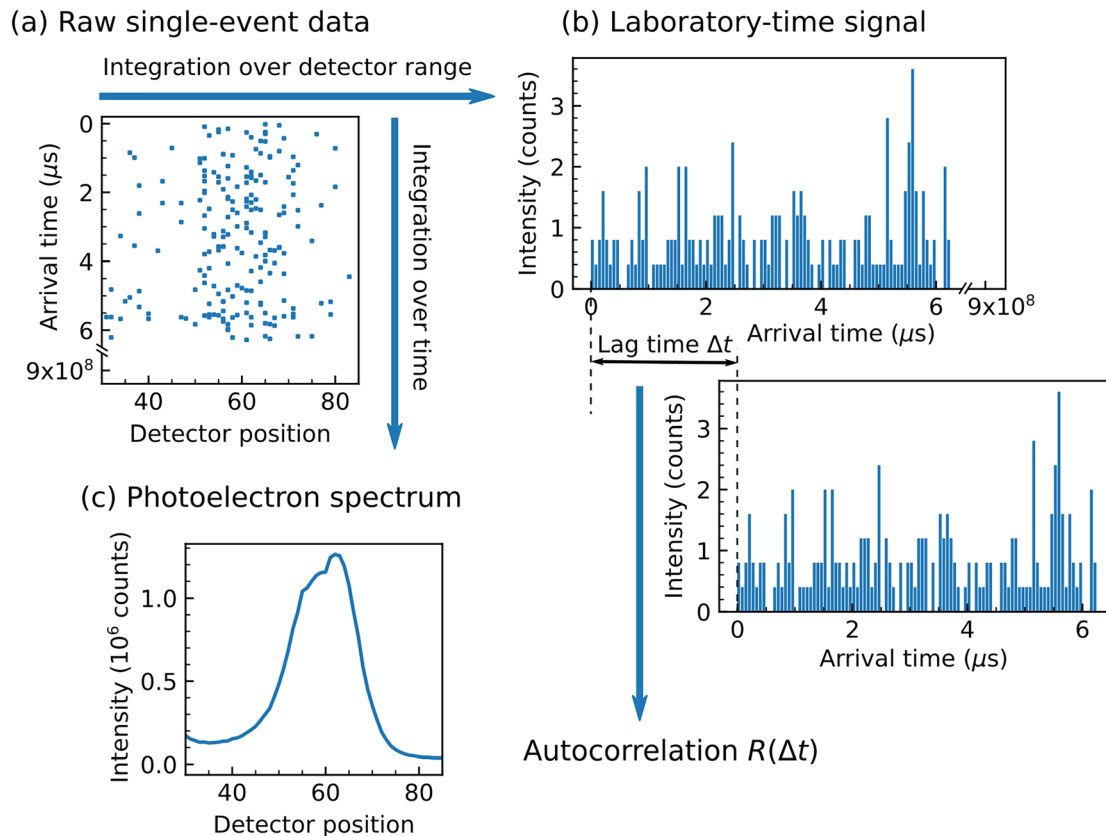 (a) Raw single-event data
Integration over detector range
Arrival time (μs)
0
2
4
6
9x10⁸
40
60
80
Detector position
Integration over time
(b) Laboratory-time signal
Intensity (counts)
3
2
1
0
0
2
4
6
9x10⁸
Arrival time (μs)
Lag time Δt
Intensity (counts)
3
2
1
0
0
2
4
6
Arrival time (μs)
Autocorrelation R(Δt)
(c) Photoelectron spectrum
Intensity (10⁶ counts)
1.0
0.5
0.0
40
60
80
Detector position